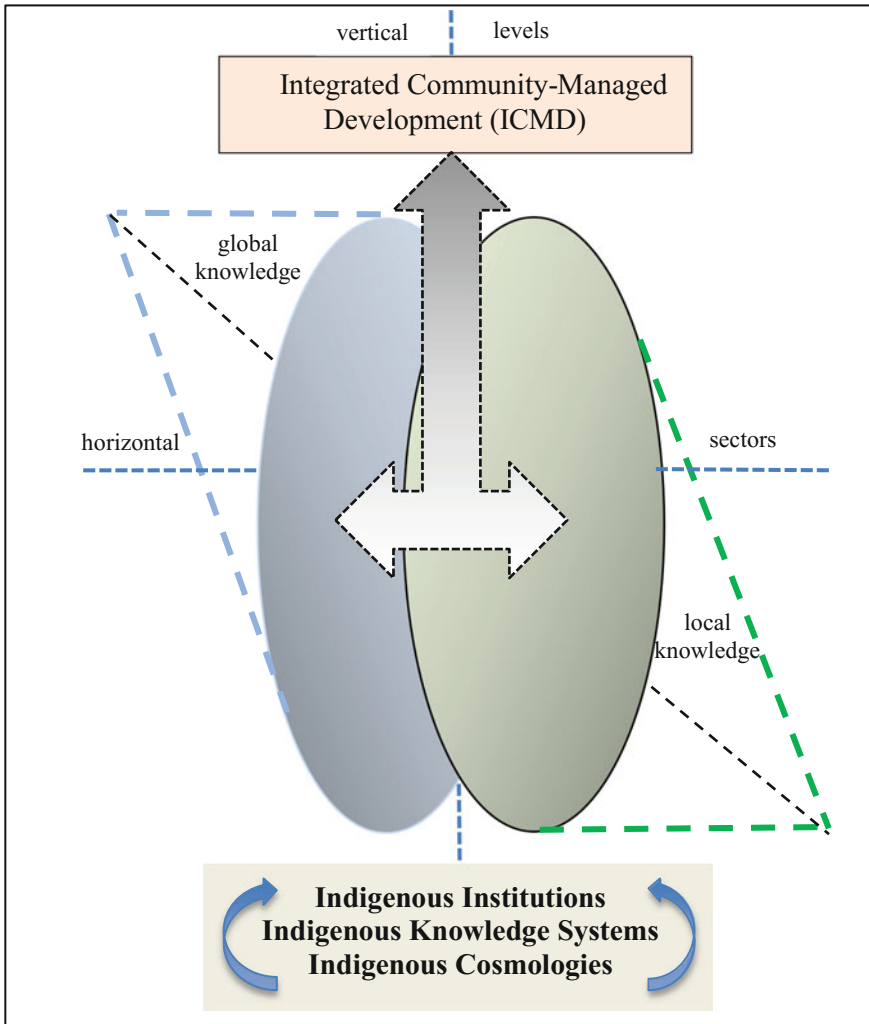 vertical levels
Integrated Community-Managed
Development (ICMD)
global
knowledge
horizontal
sectors
local
knowledge
Indigenous Institutions
Indigenous Knowledge Systems
Indigenous Cosmologies